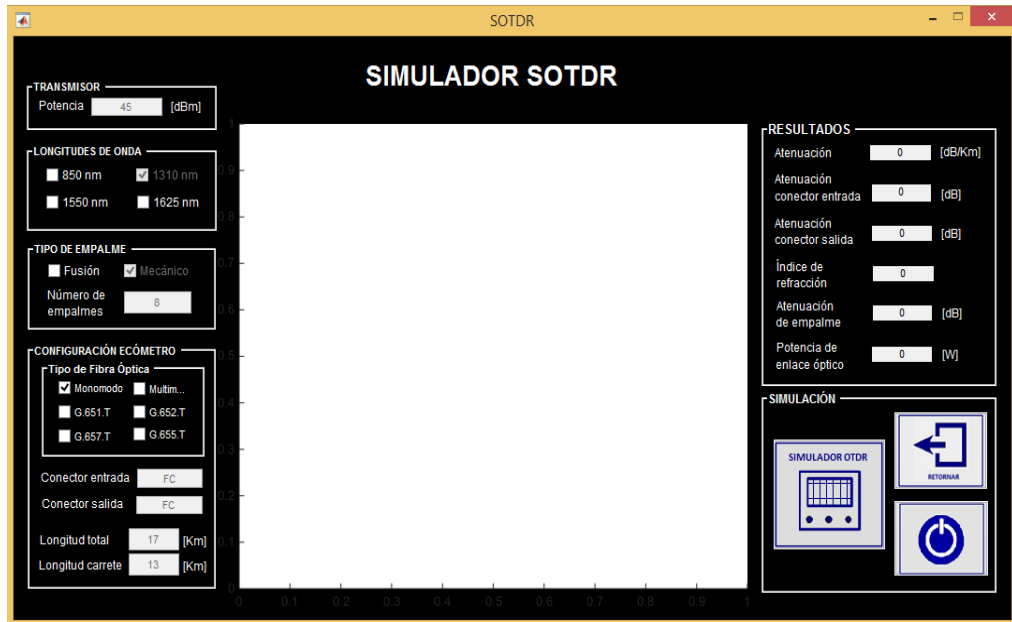 SOTDR
SIMULADOR SOTDR
TRANSMISOR
Potencia 45 [dBm]
LONGITUDES DE ONDA
850 nm 1310 nm
1550 nm 1625 nm
TIPO DE EMPALME
Fusión Mecánico
Número de
empalmes
8
CONFIGURACIÓN ECÓMETRO
Tipo de Fibra Óptica
Monomodo Multim...
G.651.T G.652.T
G.657.T G.655.T
Conector entrada FC
Conector salida FC
Longitud total 17 [Km]
Longitud carrete 13 [Km]
1
0.9
0.8
0.7
0.6
0.5
0.4
0.3
0.2
0.1
0
0 0.1 0.2 0.3 0.4 0.5 0.6 0.7 0.8 0.9 1
RESULTADOS
Atenuación 0 [dB/Km]
Atenuación
conector entrada 0 [dB]
Atenuación
conector salida 0 [dB]
Índice de
refracción 0
Atenuación
de empalme 0 [dB]
Potencia de
enlace óptico 0 [W]
SIMULACIÓN
SIMULADOR OTDR
RETORNAR